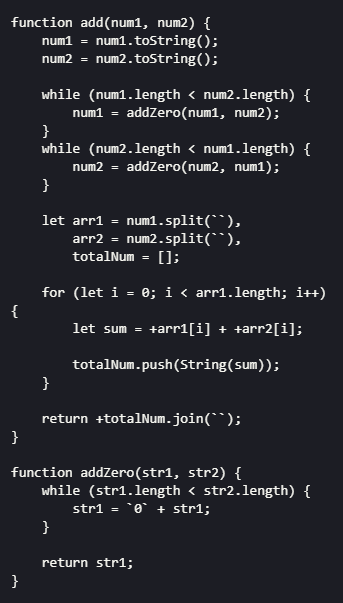 function add(num1, num2) {
    num1 = num1.toString();
    num2 = num2.toString();

    while (num1.length < num2.length) {
        num1 = addZero(num1, num2);
    }
    while (num2.length < num1.length) {
        num2 = addZero(num2, num1);
    }

    let arr1 = num1.split(``),
        arr2 = num2.split(``),
        totalNum = [];

    for (let i = 0; i < arr1.length; i++)
{
        let sum = +arr1[i] + +arr2[i];

        totalNum.push(String(sum));
    }

    return +totalNum.join(``);
}

function addZero(str1, str2) {
    while (str1.length < str2.length) {
        str1 = `0` + str1;
    }

    return str1;
}